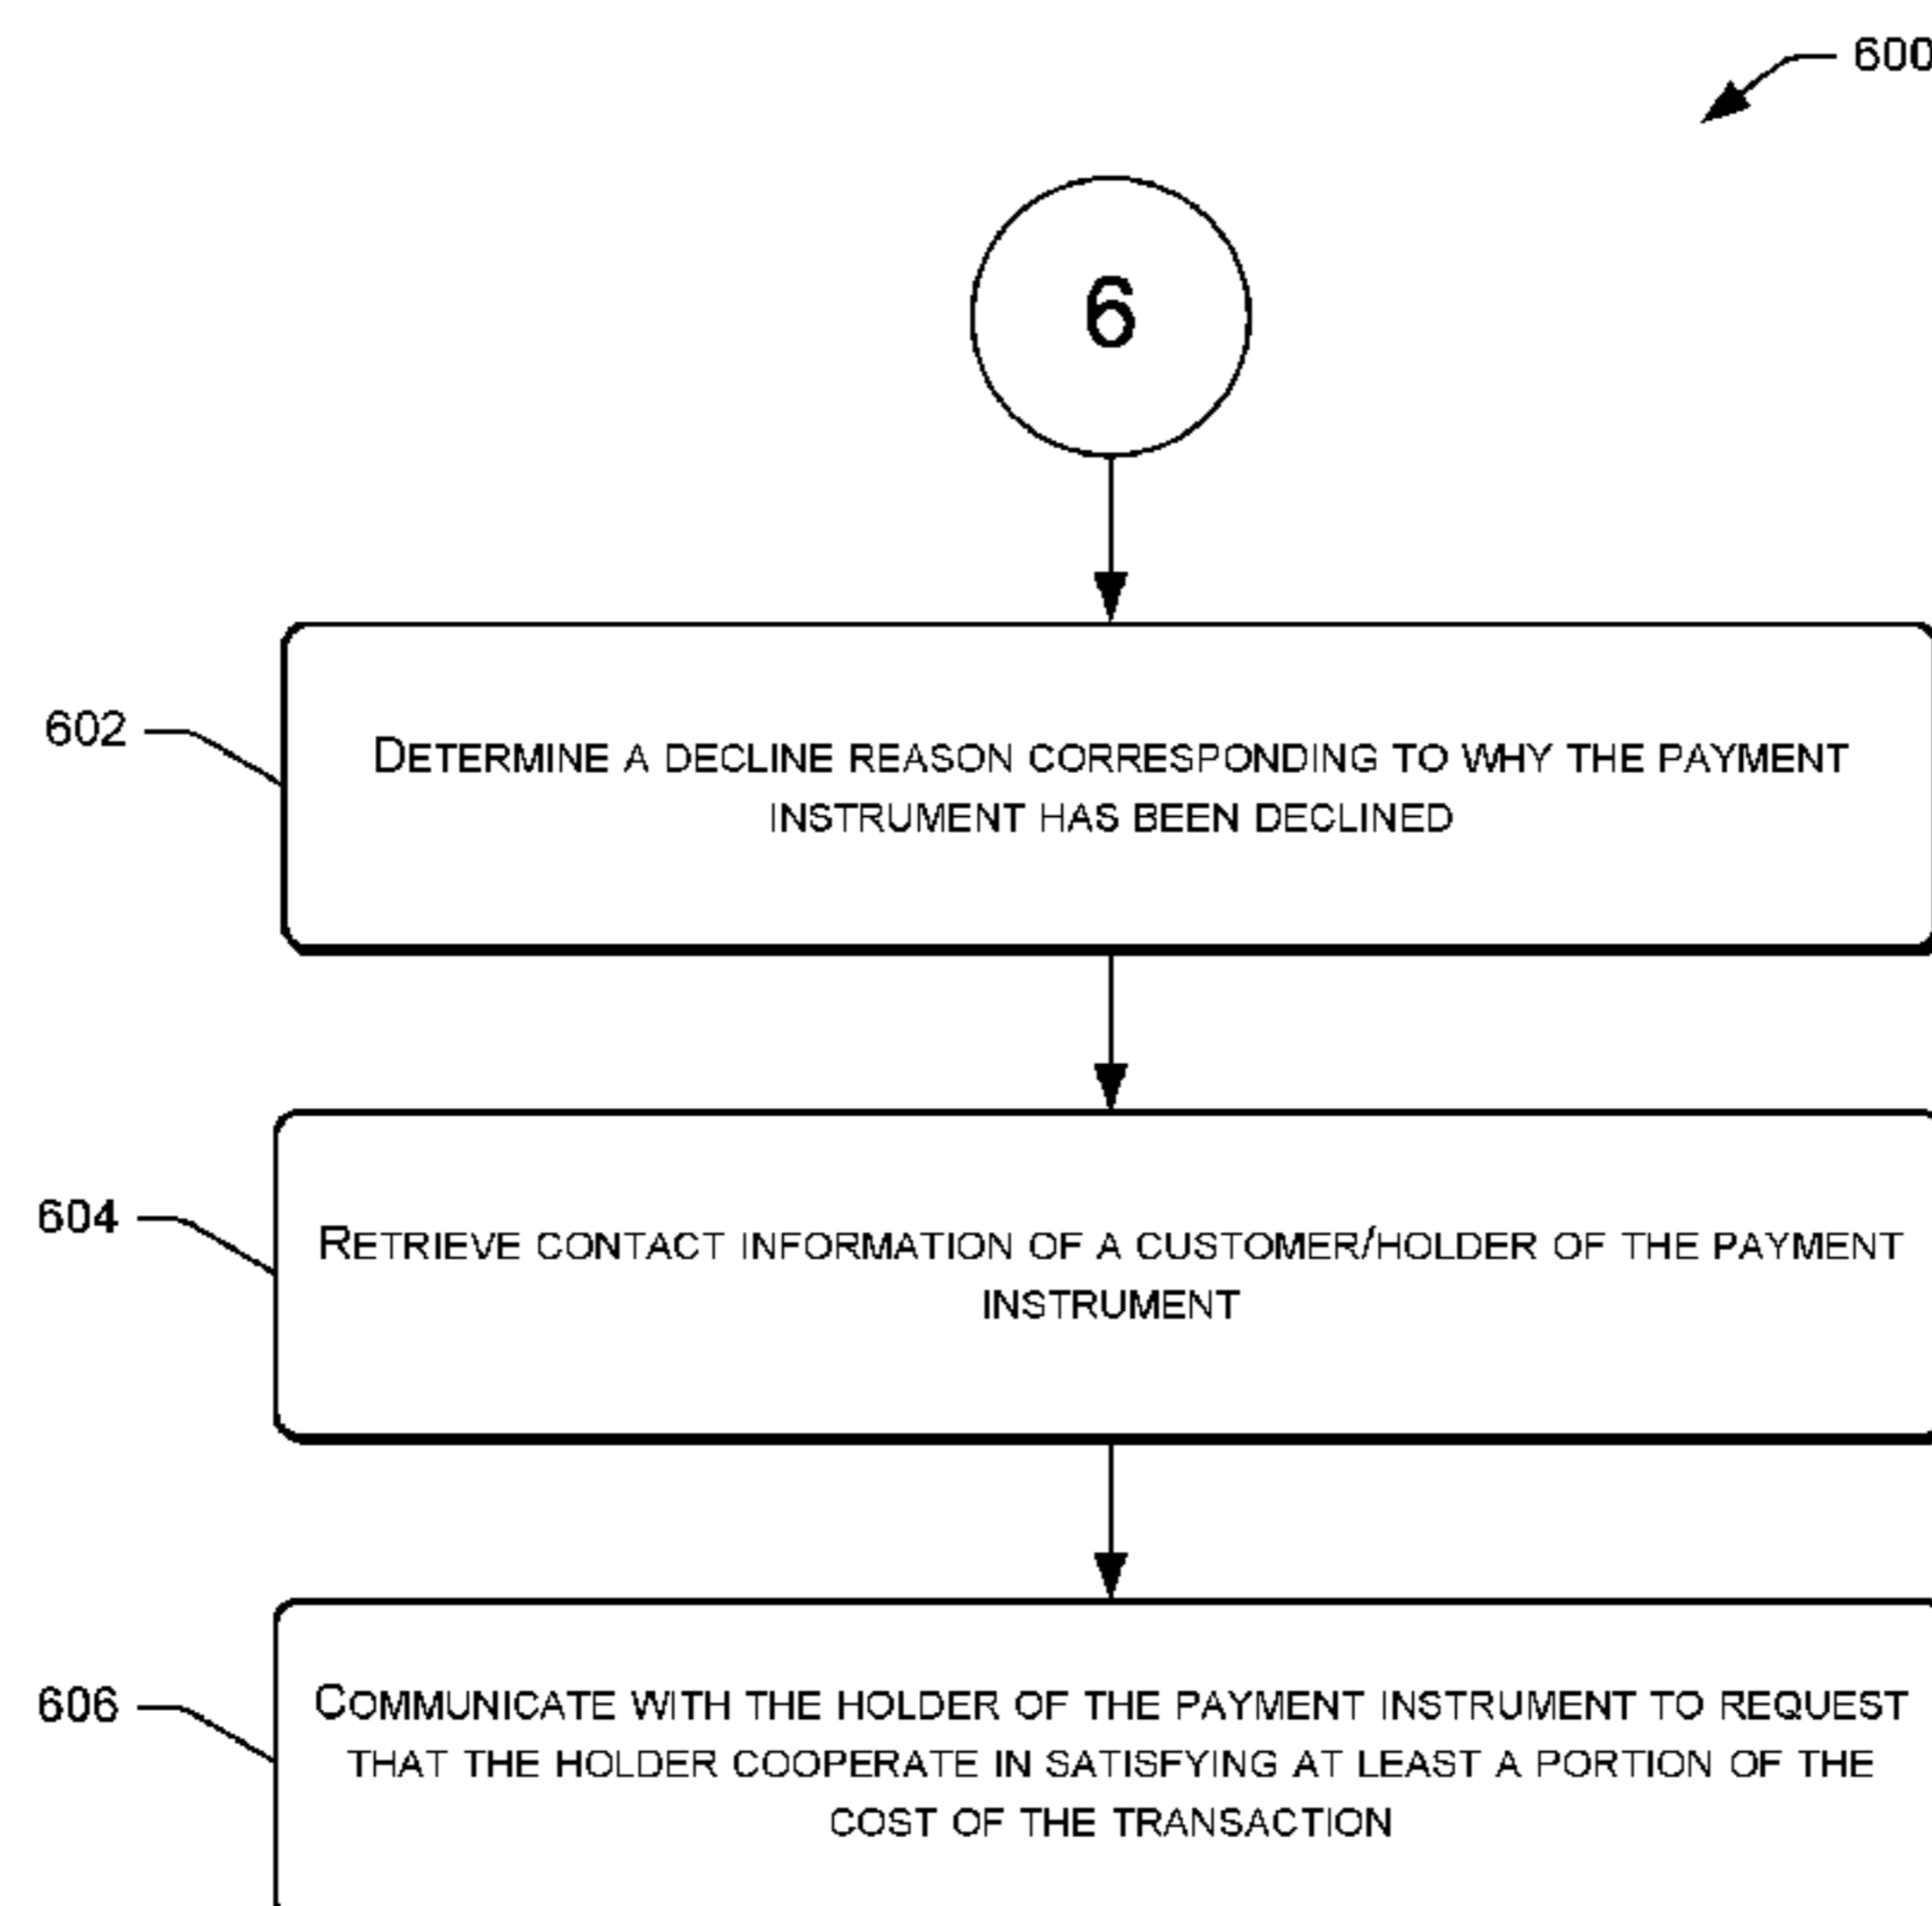 600
6
602
DETERMINE A DECLINE REASON CORRESPONDING TO WHY THE PAYMENT
INSTRUMENT HAS BEEN DECLINED
604
RETRIEVE CONTACT INFORMATION OF A CUSTOMER/HOLDER OF THE PAYMENT
INSTRUMENT
606
COMMUNICATE WITH THE HOLDER OF THE PAYMENT INSTRUMENT TO REQUEST
THAT THE HOLDER COOPERATE IN SATISFYING AT LEAST A PORTION OF THE
COST OF THE TRANSACTION